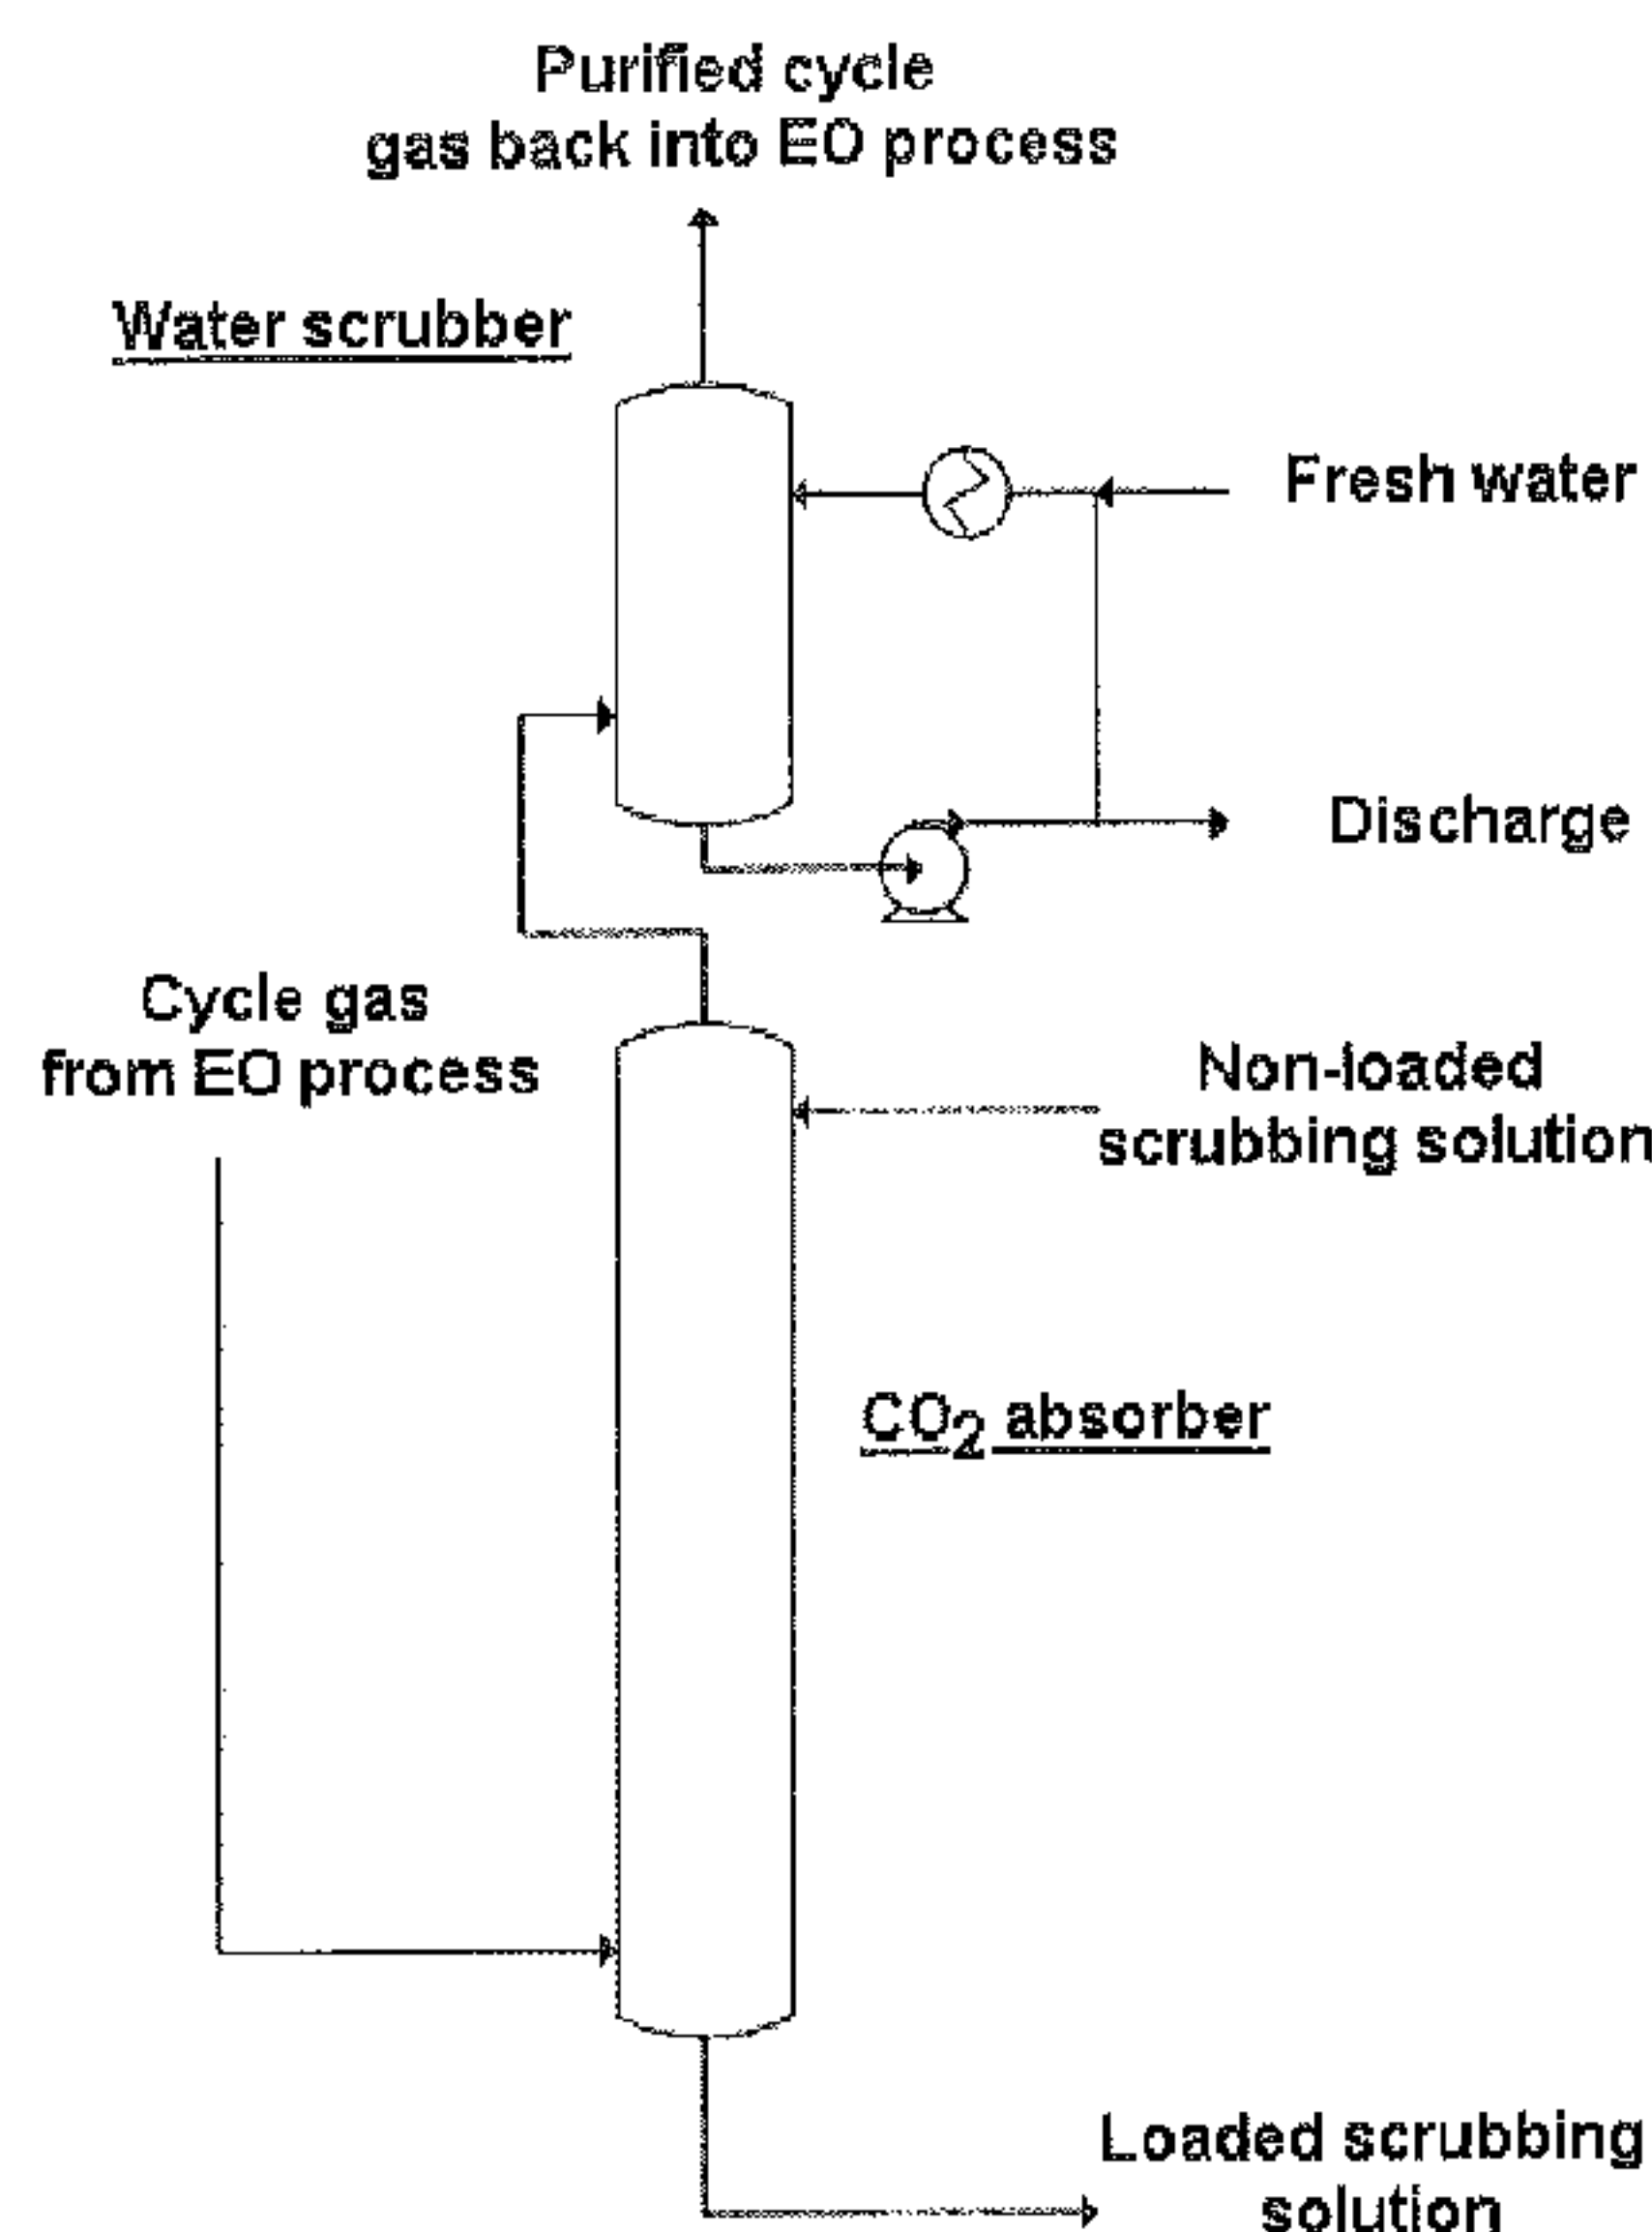 Purified cycle
gas back into EO process
Water scrubber
Fresh water
Discharge
Cycle gas
from EO process
Non-loaded
scrubbing solution
CO2 absorber
Loaded scrubbing
solution